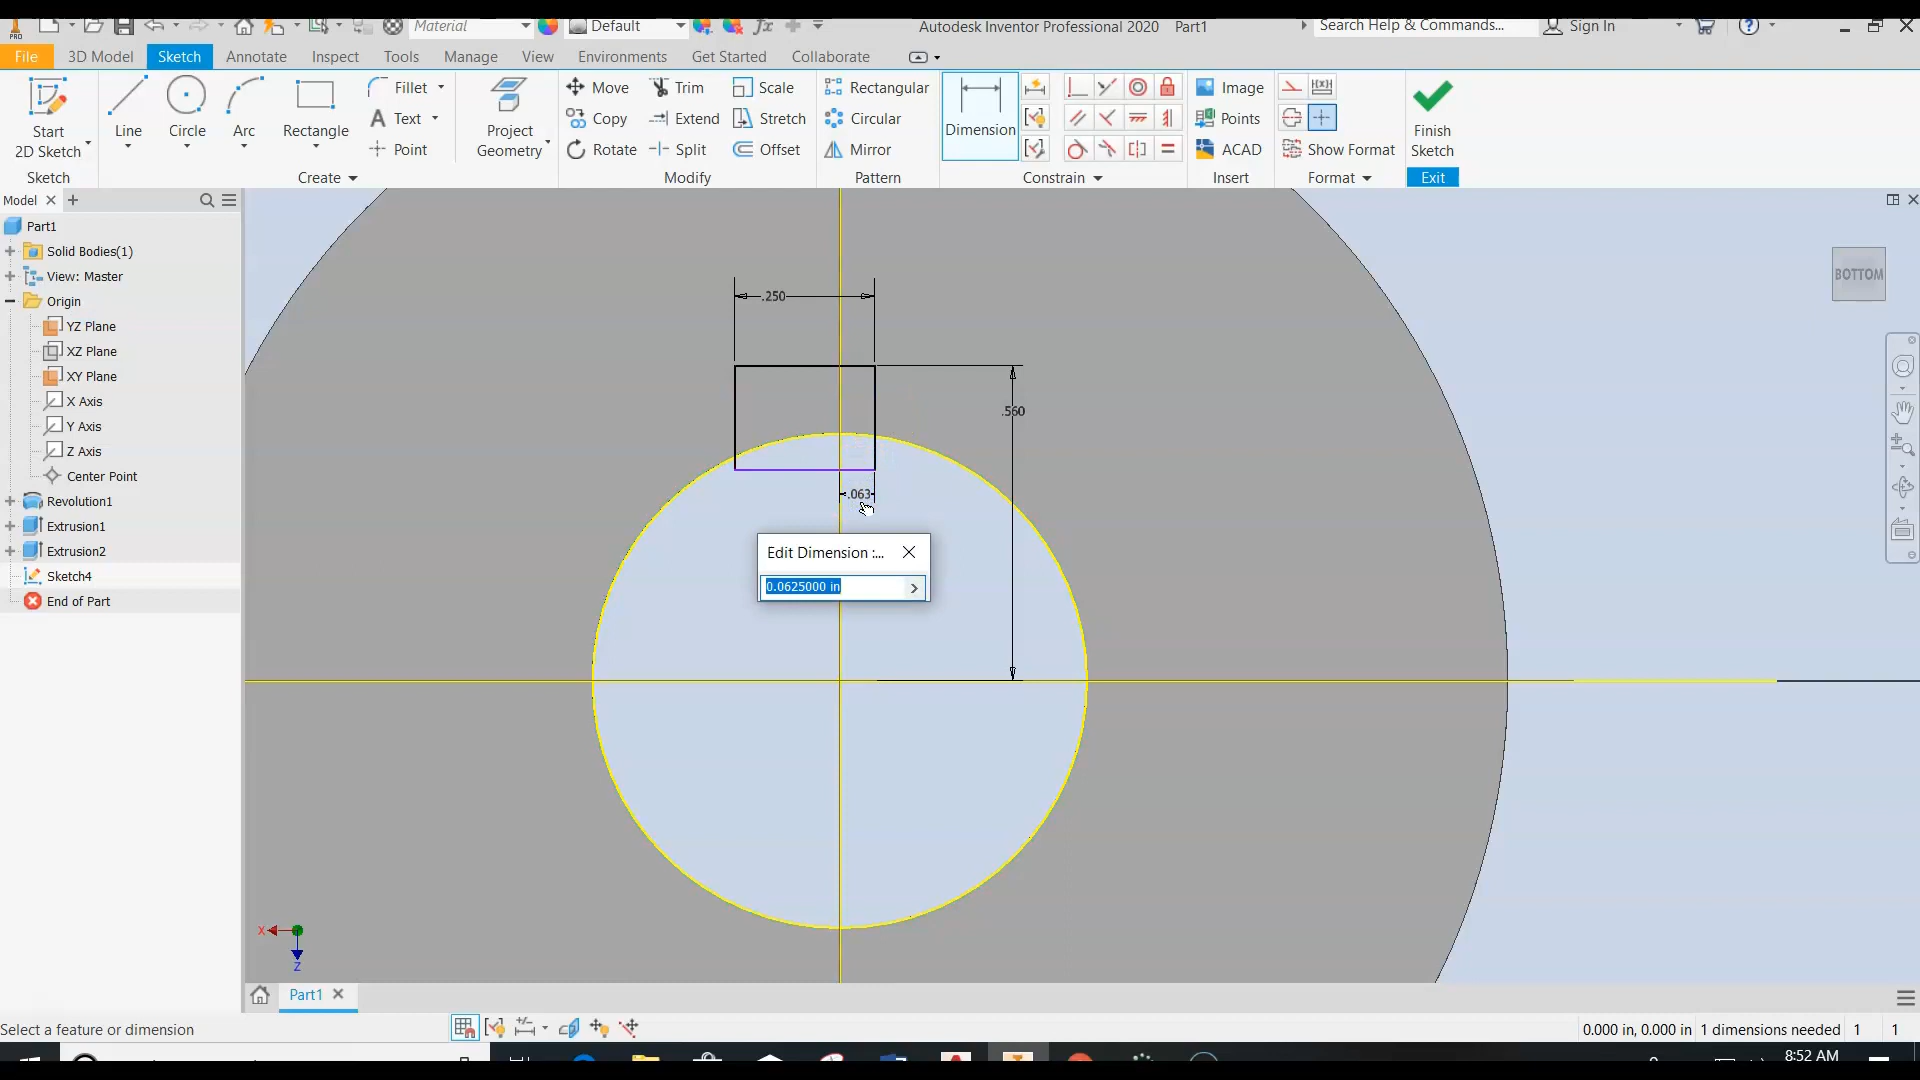 Material
Default
fx
Autodesk Inventor Professional 2020 Part1
Search Help & Commands...
Sign In
PRO
File 3D Model Sketch Annotate Inspect Tools Manage View Environments Get Started Collaborate
Start
2D Sketch
Line
Circle
Arc
Rectangle
Fillet
Text
Point
Project
Geometry
Move
Copy
Rotate
Trim
Extend
Split
Scale
Stretch
Offset
Rectangular
Circular
Mirror
Dimension
Image
Points
ACAD
Show Format
Finish
Sketch
Sketch Create Modify Pattern Constrain Insert Format Exit
Model
Part1
Solid Bodies(1)
View: Master
Origin
YZ Plane
XZ Plane
XY Plane
X Axis
Y Axis
Z Axis
Center Point
Revolution1
Extrusion1
Extrusion2
Sketch4
End of Part
BOTTOM
.250
.560
.063
Edit Dimension :...
0.0625000 in
X
Z
Part1
Select a feature or dimension
0.000 in, 0.000 in 1 dimensions needed 1 1
8:52 AM